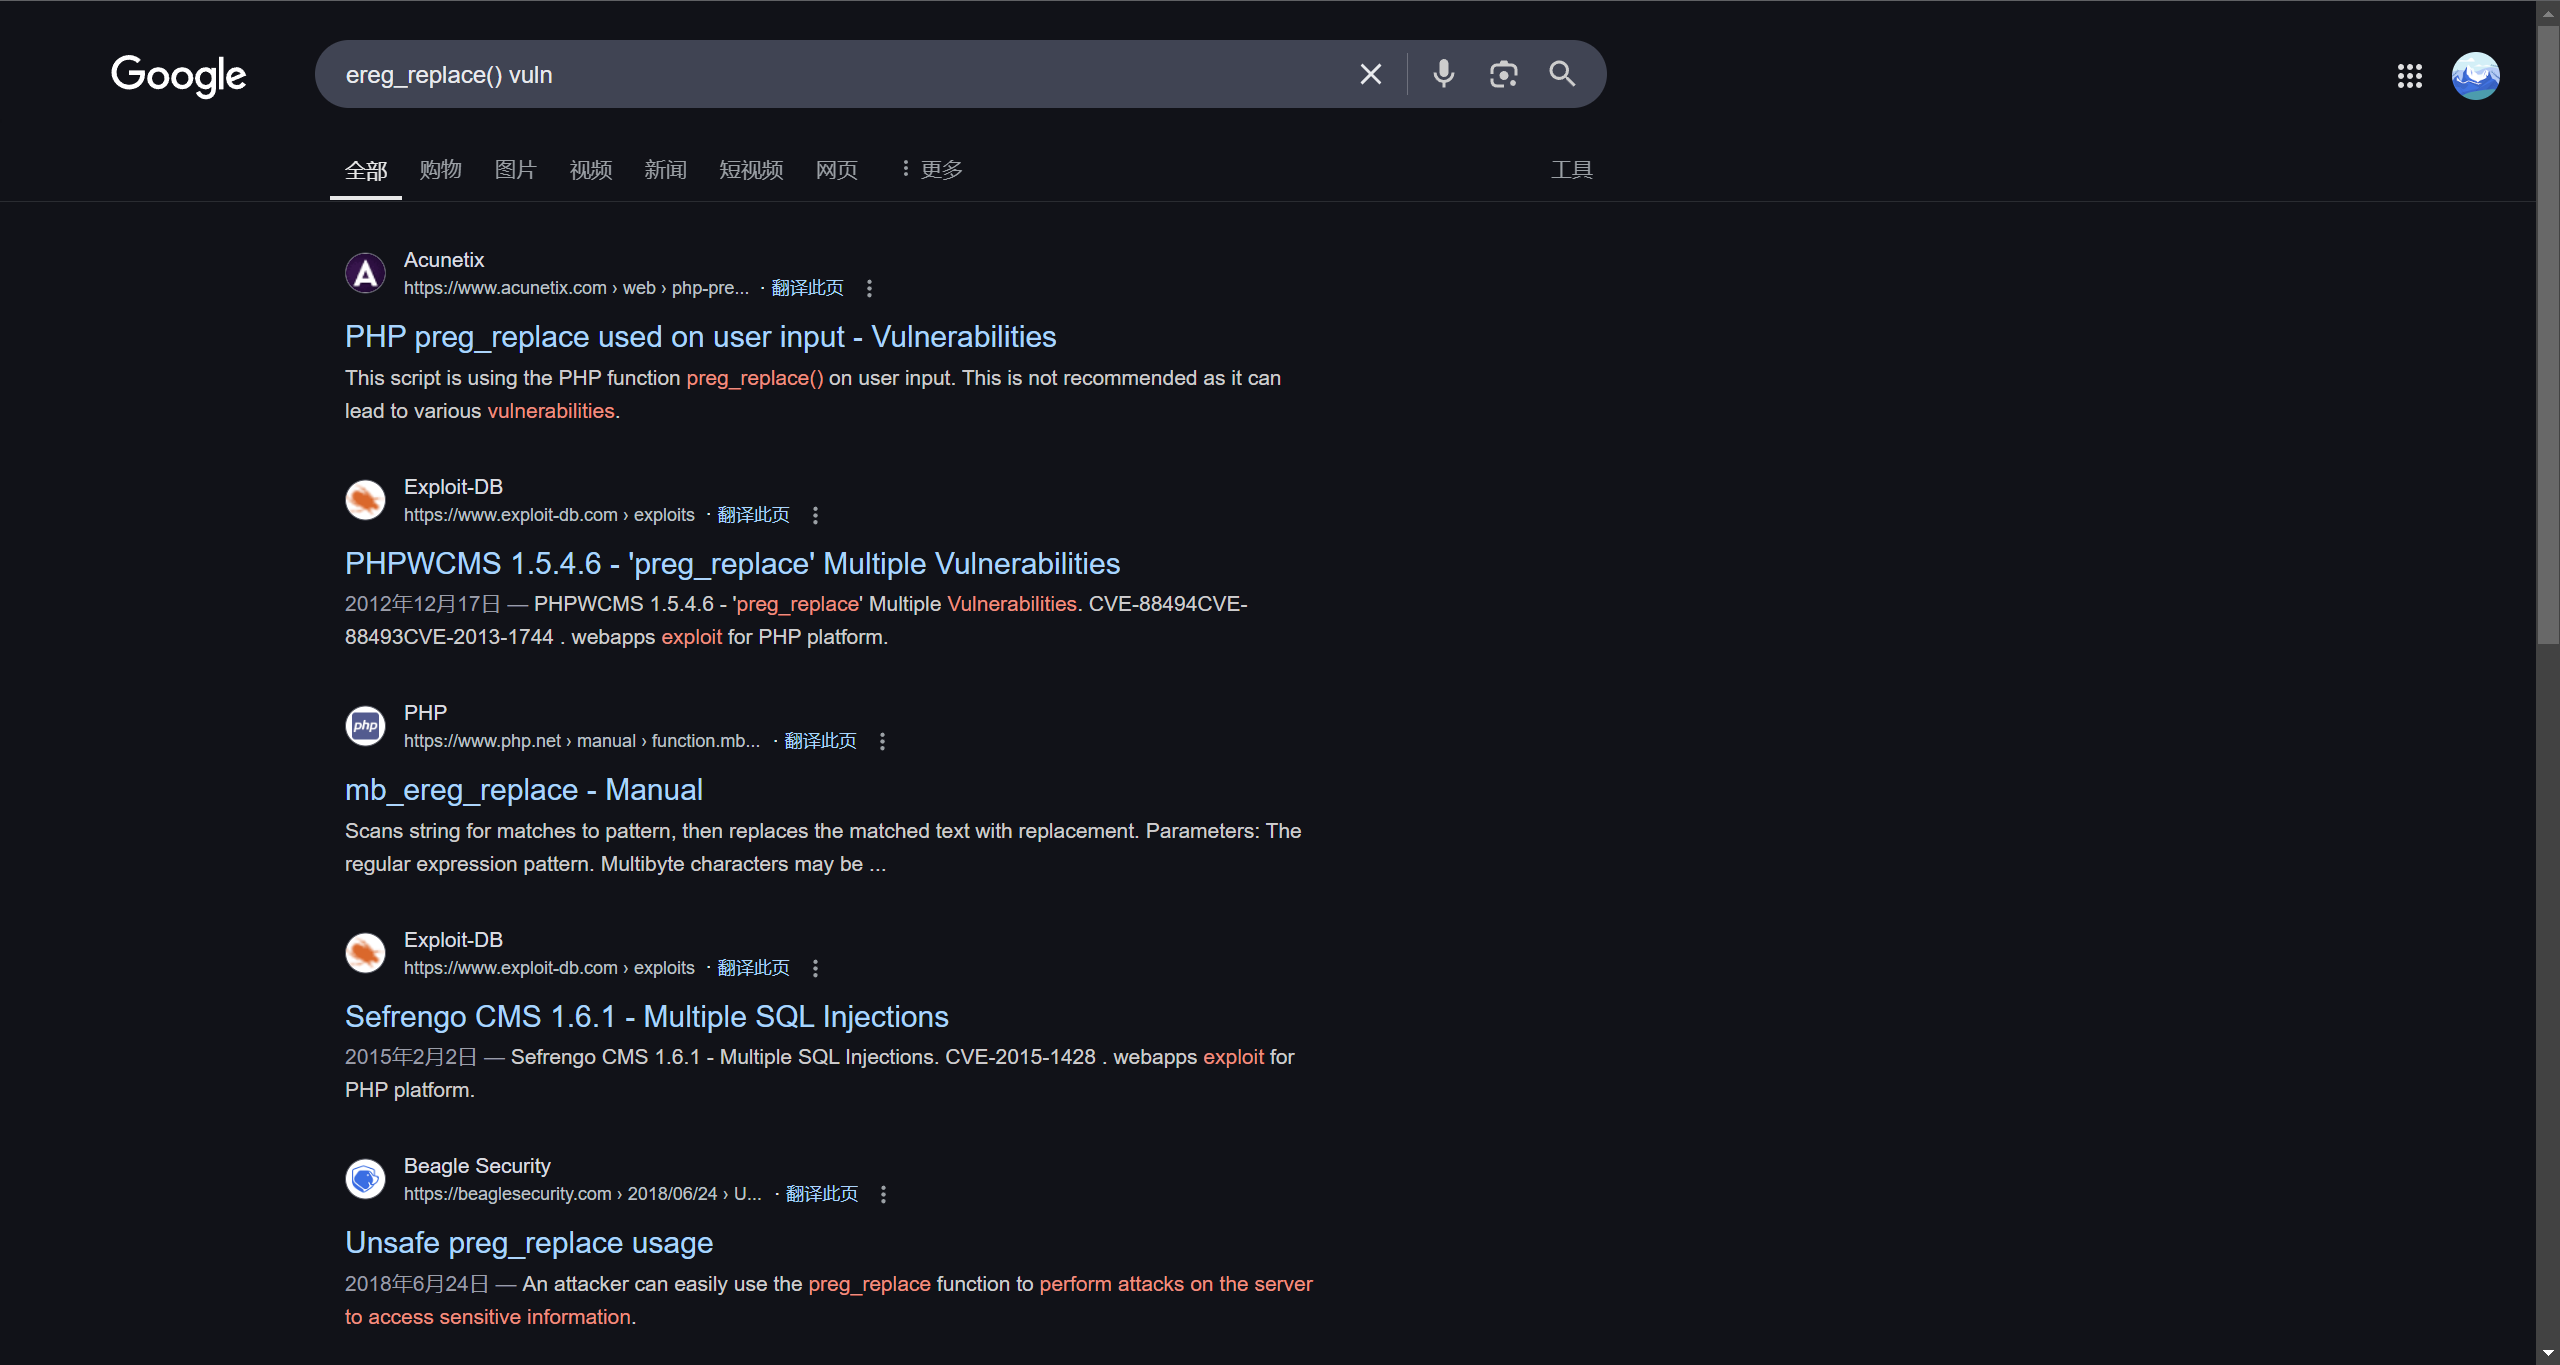 Google
ereg_replace() vuln
全部 购物 图片 视频 新闻 短视频 网页 更多 工具
Acunetix
https://www.acunetix.com › web › php-pre... · 翻译此页
PHP preg_replace used on user input - Vulnerabilities
This script is using the PHP function preg_replace() on user input. This is not recommended as it can
lead to various vulnerabilities.
Exploit-DB
https://www.exploit-db.com › exploits · 翻译此页
PHPWCMS 1.5.4.6 - 'preg_replace' Multiple Vulnerabilities
2012年12月17日 — PHPWCMS 1.5.4.6 - 'preg_replace' Multiple Vulnerabilities. CVE-88494CVE-
88493CVE-2013-1744 . webapps exploit for PHP platform.
php
PHP
https://www.php.net › manual › function.mb... · 翻译此页
mb_ereg_replace - Manual
Scans string for matches to pattern, then replaces the matched text with replacement. Parameters: The
regular expression pattern. Multibyte characters may be ...
Exploit-DB
https://www.exploit-db.com › exploits · 翻译此页
Sefrengo CMS 1.6.1 - Multiple SQL Injections
2015年2月2日 — Sefrengo CMS 1.6.1 - Multiple SQL Injections. CVE-2015-1428 . webapps exploit for
PHP platform.
Beagle Security
https://beaglesecurity.com › 2018/06/24 › U... · 翻译此页
Unsafe preg_replace usage
2018年6月24日 — An attacker can easily use the preg_replace function to perform attacks on the server
to access sensitive information.